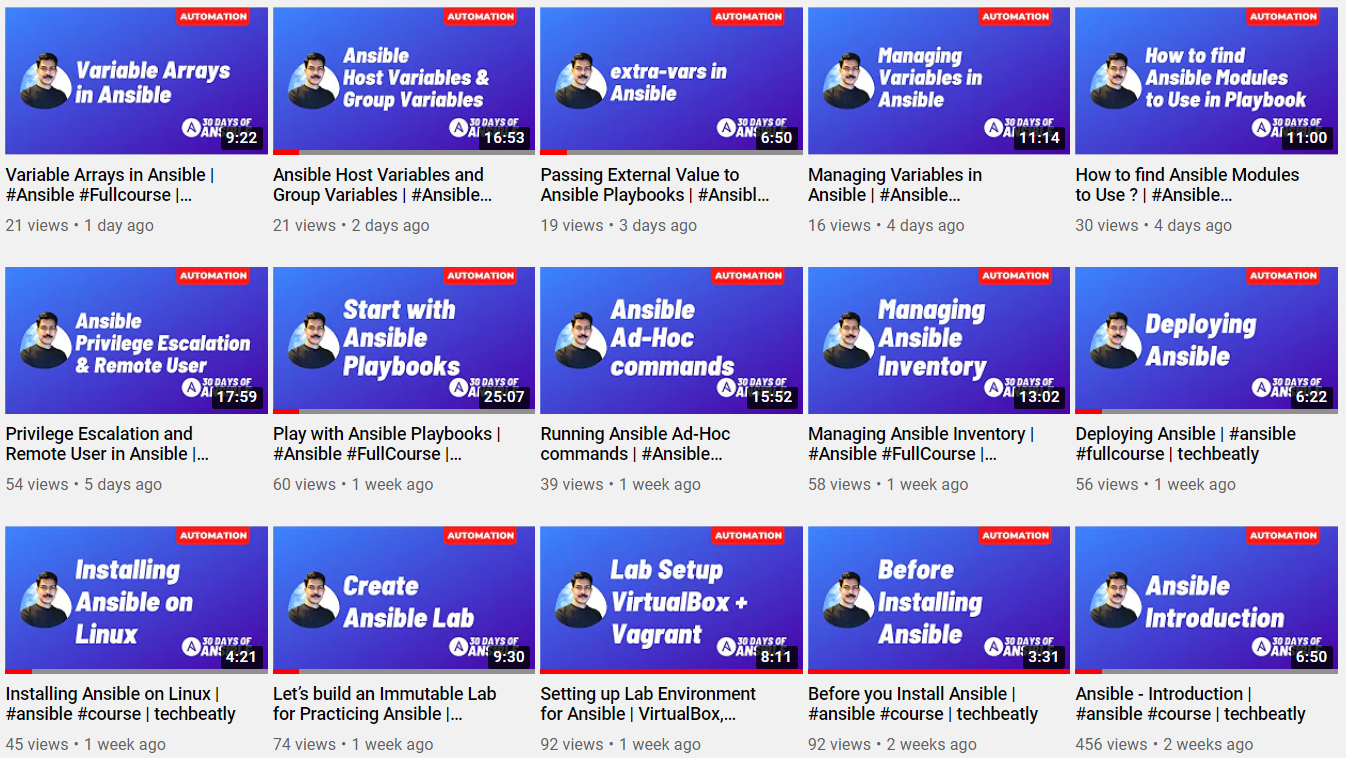 AUTOMATION
Variable Arrays
in Ansible
30 DAYS OF
9:22
Variable Arrays in Ansible |
#Ansible #Fullcourse |...
21 views • 1 day ago
AUTOMATION
Ansible
Host Variables &
Group Variables
30 DAYS OF
16:53
Ansible Host Variables and
Group Variables | #Ansible...
21 views • 2 days ago
AUTOMATION
extra-vars in
Ansible
30 DAYS OF
6:50
Passing External Value to
Ansible Playbooks | #Ansibl...
19 views • 3 days ago
AUTOMATION
Managing
Variables in
Ansible
30 DAYS OF
11:14
Managing Variables in
Ansible | #Ansible...
16 views • 4 days ago
AUTOMATION
How to find
Ansible Modules
to Use in Playbook
30 DAYS OF
11:00
How to find Ansible Modules
to Use ? | #Ansible...
30 views • 4 days ago
AUTOMATION
Ansible
Privilege Escalation
& Remote User
30 DAYS OF
17:59
Privilege Escalation and
Remote User in Ansible |...
54 views • 5 days ago
AUTOMATION
Start with
Ansible
Playbooks
30 DAYS OF
25:07
Play with Ansible Playbooks |
#Ansible #FullCourse |...
60 views • 1 week ago
AUTOMATION
Ansible
Ad-Hoc
commands
30 DAYS OF
15:52
Running Ansible Ad-Hoc
commands | #Ansible...
39 views • 1 week ago
AUTOMATION
Managing
Ansible
Inventory
30 DAYS OF
13:02
Managing Ansible Inventory |
#Ansible #FullCourse |...
58 views • 1 week ago
AUTOMATION
Deploying
Ansible
30 DAYS OF
6:22
Deploying Ansible | #ansible
#fullcourse | techbeatly
56 views • 1 week ago
AUTOMATION
Installing
Ansible on
Linux
30 DAYS OF
4:21
Installing Ansible on Linux |
#ansible #course | techbeatly
45 views • 1 week ago
AUTOMATION
Create
Ansible Lab
30 DAYS OF
9:30
Let's build an Immutable Lab
for Practicing Ansible |...
74 views • 1 week ago
AUTOMATION
Lab Setup
VirtualBox +
Vagrant
30 DAYS OF
8:11
Setting up Lab Environment
for Ansible | VirtualBox,...
92 views • 1 week ago
AUTOMATION
Before
Installing
Ansible
30 DAYS OF
3:31
Before you Install Ansible |
#ansible #course | techbeatly
92 views • 2 weeks ago
AUTOMATION
Ansible
Introduction
30 DAYS OF
6:50
Ansible - Introduction |
#ansible #course | techbeatly
456 views • 2 weeks ago